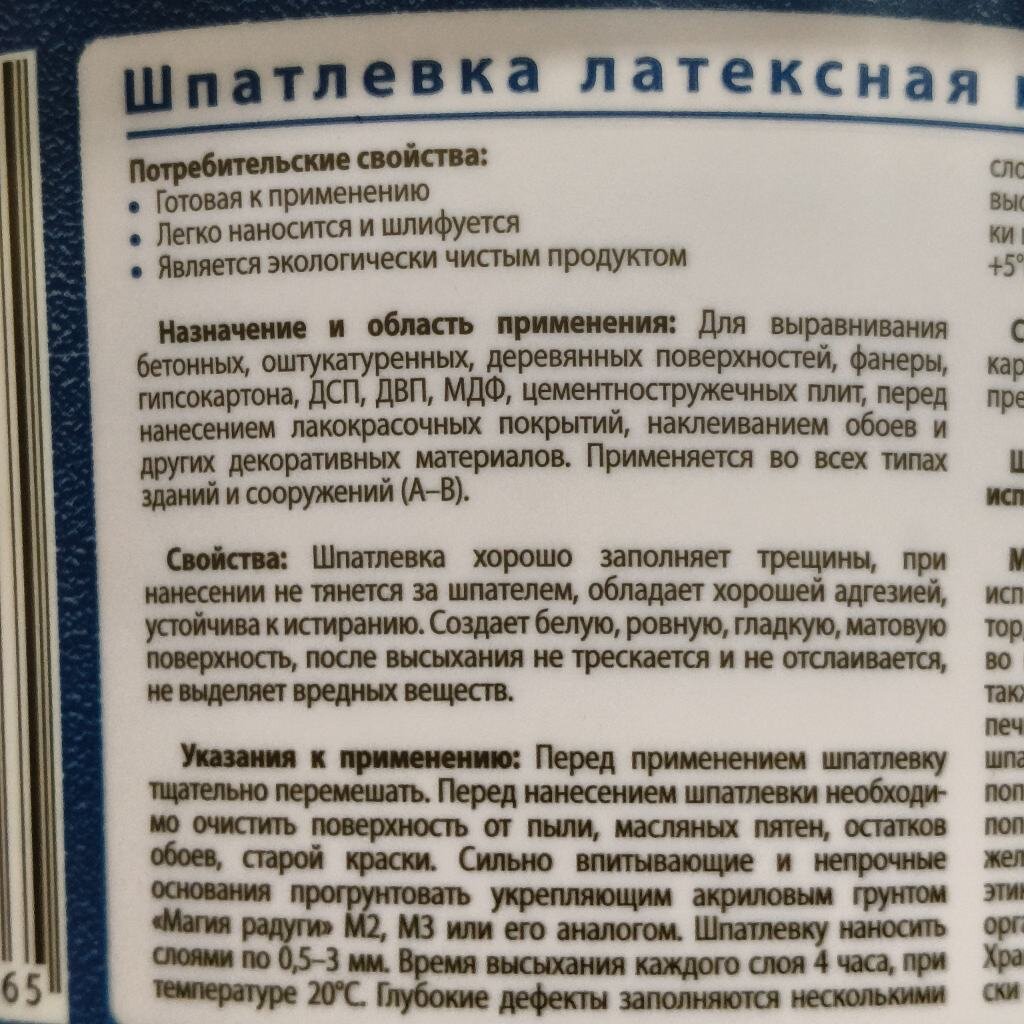 Шпатлевка латексная
Потребительские свойства:
• Готовая к применению
• Легко наносится и шлифуется
• Является экологически чистым продуктом
Назначение и область применения: Для выравнивания
бетонных, оштукатуренных, деревянных поверхностей, фанеры,
гипсокартона, ДСП, ДВП, МДФ, цементностружечных плит, перед
нанесением лакокрасочных покрытий, наклеиванием обоев и
других декоративных материалов. Применяется во всех типах
зданий и сооружений (А–В).
Свойства: Шпатлевка хорошо заполняет трещины, при
нанесении не тянется за шпателем, обладает хорошей адгезией,
устойчива к истиранию. Создает белую, ровную, гладкую, матовую
поверхность, после высыхания не трескается и не отслаивается,
не выделяет вредных веществ.
Указания к применению: Перед применением шпатлевку
тщательно перемешать. Перед нанесением шпатлевки необходи-
мо очистить поверхность от пыли, масляных пятен, остатков
обоев, старой краски. Сильно впитывающие и непрочные
основания прогрунтовать укрепляющим акриловым грунтом
«Магия радуги» М2, М3 или его аналогом. Шпатлевку наносить
слоями по 0,5–3 мм. Время высыхания каждого слоя 4 часа, при
температуре 20°С. Глубокие дефекты заполняются несколькими
65